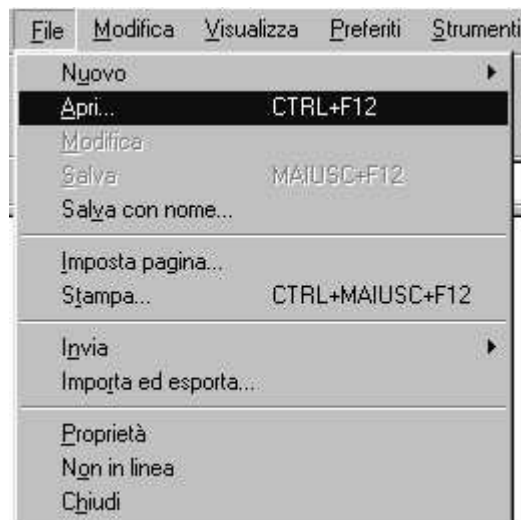 File Modifica Visualizza Preferiti Strumenti
Nuovo
Apri... CTRL+F12
Modifica
Salva MAIUSC+F12
Salva con nome...
Imposta pagina...
Stampa... CTRL+MAIUSC+F12
Invia
Importa ed esporta...
Proprietà
Non in linea
Chiudi